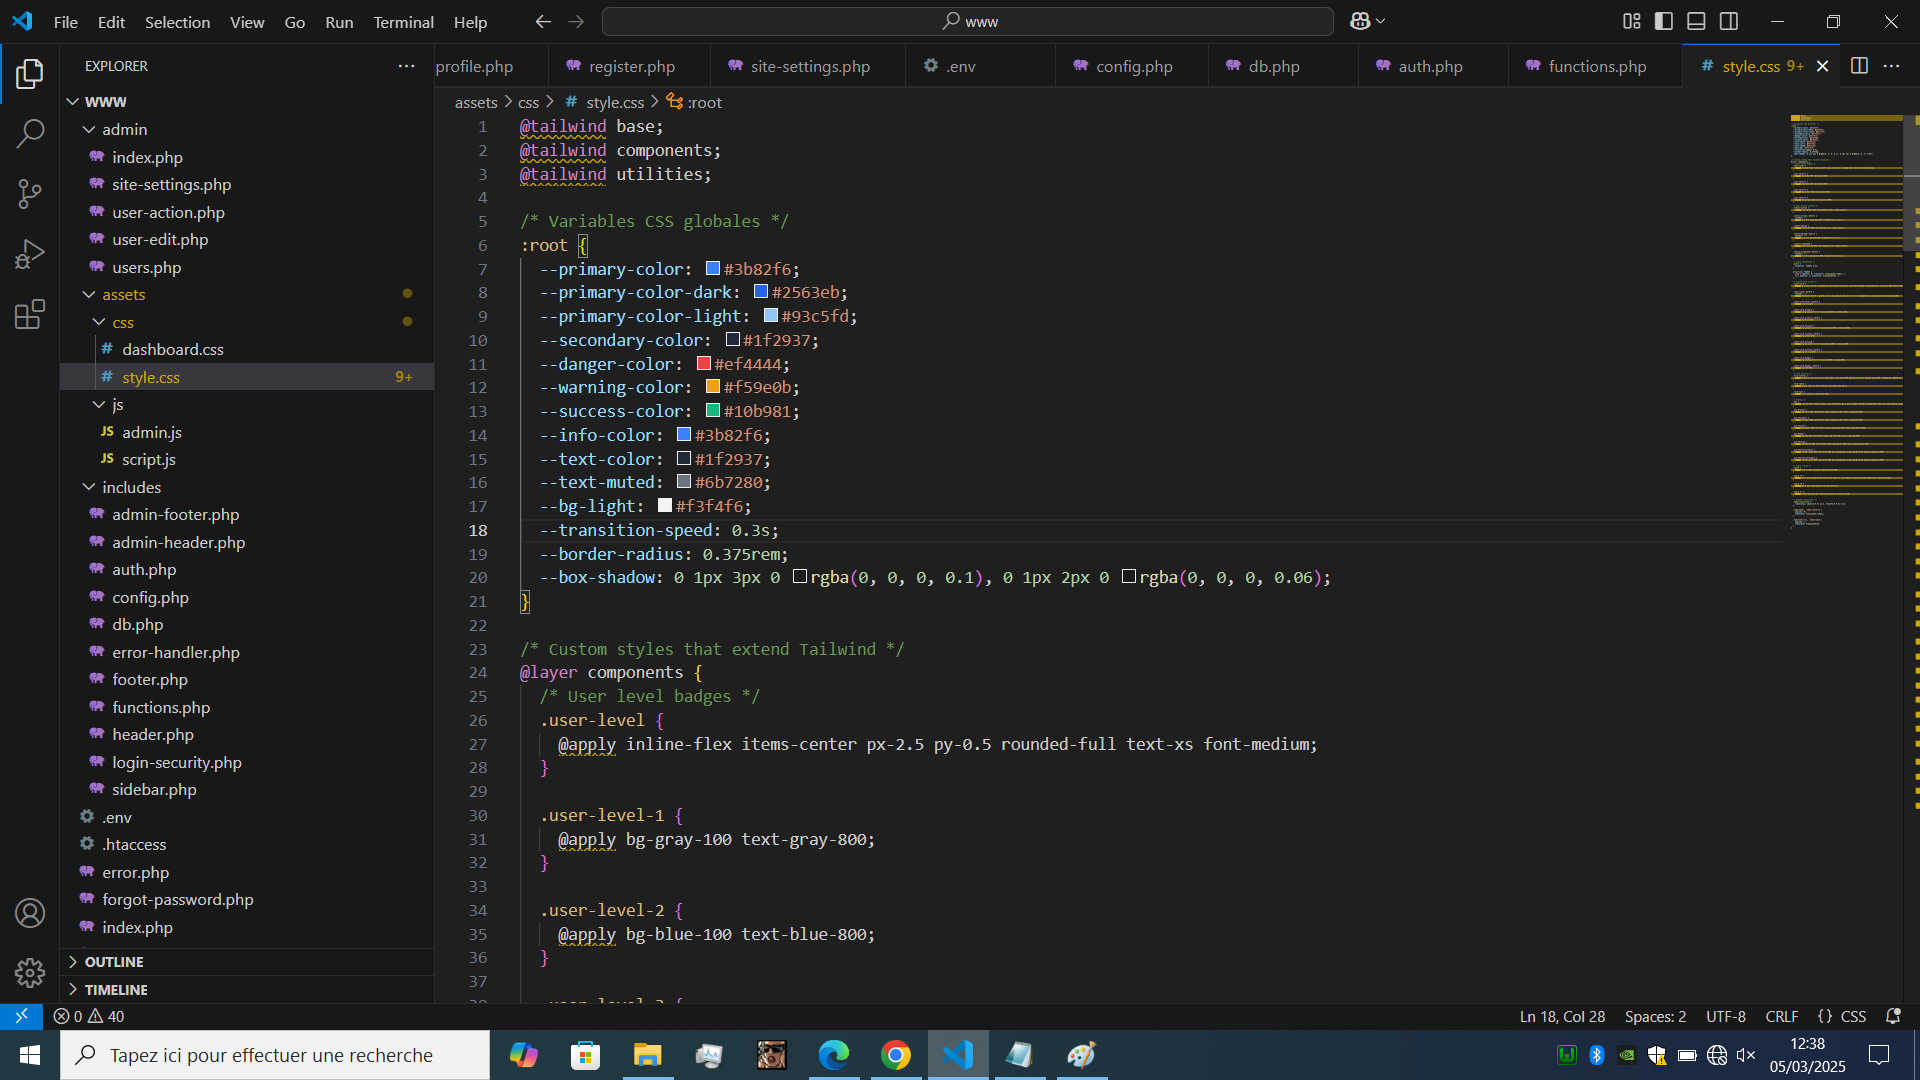 File Edit Selection View Go Run Terminal Help
www
EXPLORER
profile.php register.php site-settings.php .env config.php db.php auth.php functions.php # style.css 9+
assets > css > # style.css > :root
WWW
admin
index.php
site-settings.php
user-action.php
user-edit.php
users.php
assets
css
# dashboard.css
# style.css 9+
js
JS admin.js
JS script.js
includes
admin-footer.php
admin-header.php
auth.php
config.php
db.php
error-handler.php
footer.php
functions.php
header.php
login-security.php
sidebar.php
.env
.htaccess
error.php
forgot-password.php
index.php
OUTLINE
TIMELINE
1 @tailwind base;
2 @tailwind components;
3 @tailwind utilities;
4
5 /* Variables CSS globales */
6 :root {
7 --primary-color: #3b82f6;
8 --primary-color-dark: #2563eb;
9 --primary-color-light: #93c5fd;
10 --secondary-color: #1f2937;
11 --danger-color: #ef4444;
12 --warning-color: #f59e0b;
13 --success-color: #10b981;
14 --info-color: #3b82f6;
15 --text-color: #1f2937;
16 --text-muted: #6b7280;
17 --bg-light: #f3f4f6;
18 --transition-speed: 0.3s;
19 --border-radius: 0.375rem;
20 --box-shadow: 0 1px 3px 0 rgba(0, 0, 0, 0.1), 0 1px 2px 0 rgba(0, 0, 0, 0.06);
21 }
22
23 /* Custom styles that extend Tailwind */
24 @layer components {
25 /* User level badges */
26 .user-level {
27 @apply inline-flex items-center px-2.5 py-0.5 rounded-full text-xs font-medium;
28 }
29
30 .user-level-1 {
31 @apply bg-gray-100 text-gray-800;
32 }
33
34 .user-level-2 {
35 @apply bg-blue-100 text-blue-800;
36 }
37
0 40
Ln 18, Col 28 Spaces: 2 UTF-8 CRLF {} CSS
Tapez ici pour effectuer une recherche
12:38
05/03/2025